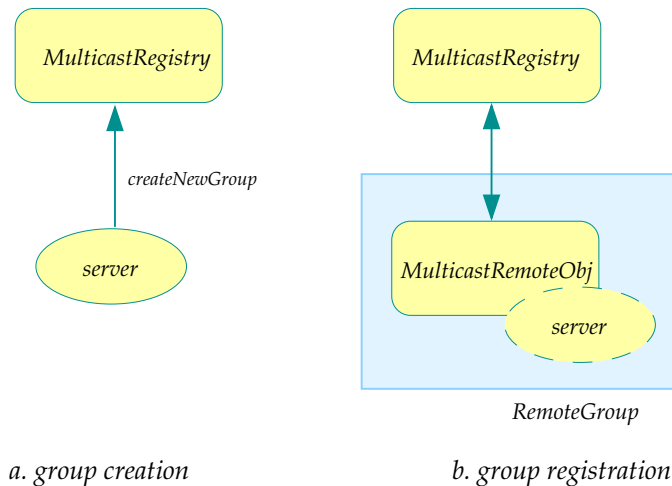 MulticastRegistry
createNewGroup
server
a. group creation
MulticastRegistry
MulticastRemoteObj
server
RemoteGroup
b. group registration